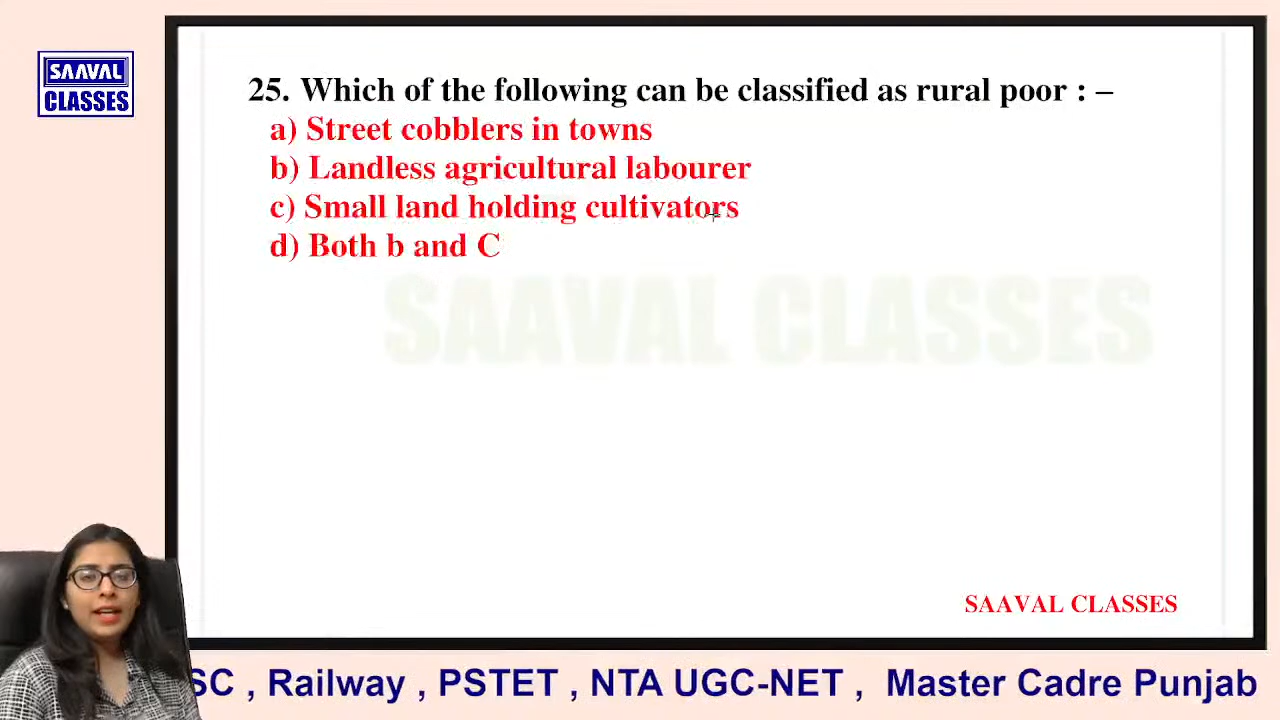 SAAVAL
CLASSES
25. Which of the following can be classified as rural poor : –
a) Street cobblers in towns
b) Landless agricultural labourer
c) Small land holding cultivators
d) Both b and C
SAAVAL CLASSES
SAAVAL CLASSES
SC , Railway , PSTET , NTA UGC-NET , Master Cadre Punjab